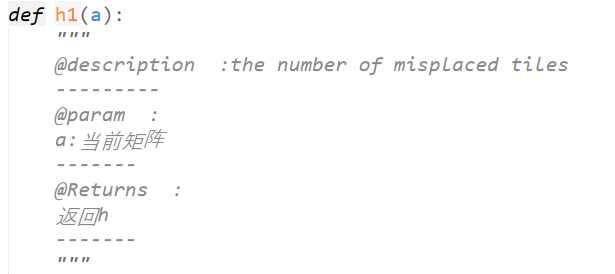 def h1(a):
"""
@description  :the number of misplaced tiles
---------
@param  :
a:当前矩阵
-------
@Returns  :
返回h
-------
"""